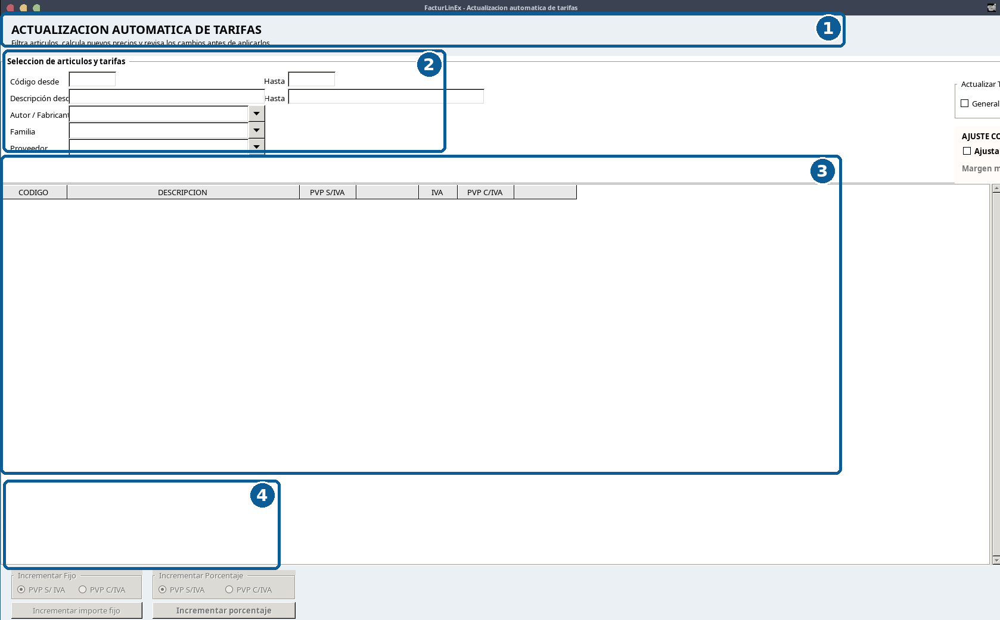 FacturLinEx - Actualizacion automatica de tarifas
ACTUALIZACION AUTOMATICA DE TARIFAS
1
Filtra articulos, calcula nuevos precios y revisa los cambios antes de aplicarlos
Seleccion de articulos y tarifas
2
Código desde
Hasta
Descripción desc
Hasta
Autor / Fabricant
Familia
Proveedor
Actualizar T
General
AJUSTE CO
Ajusta
Margen m
3
CODIGO DESCRIPCION PVP S/IVA IVA PVP C/IVA
4
Incrementar Fijo
PVP S/ IVA PVP C/IVA
Incrementar importe fijo
Incrementar Porcentaje
PVP S/IVA PVP C/IVA
Incrementar porcentaje